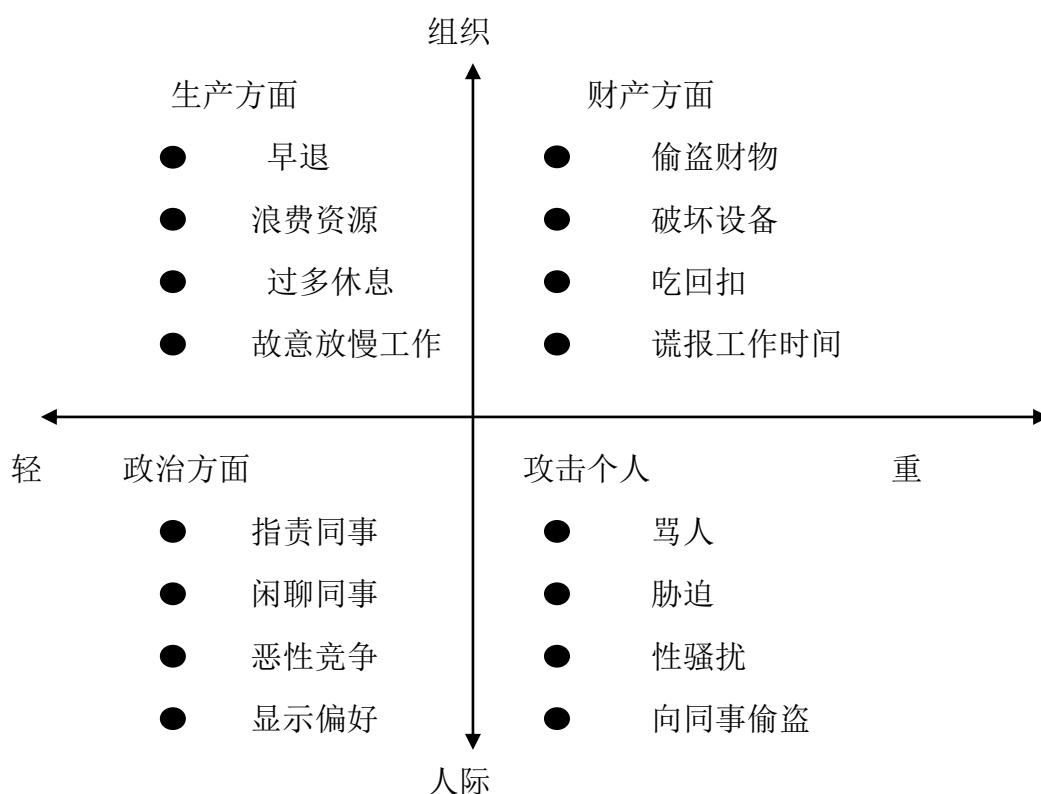 组织
生产方面 财产方面
早退 偷盗财物
浪费资源 破坏设备
过多休息 吃回扣
故意放慢工作 谎报工作时间
轻 政治方面 攻击个人 重
指责同事 骂人
闲聊同事 胁迫
恶性竞争 性骚扰
显示偏好 向同事偷盗
人际